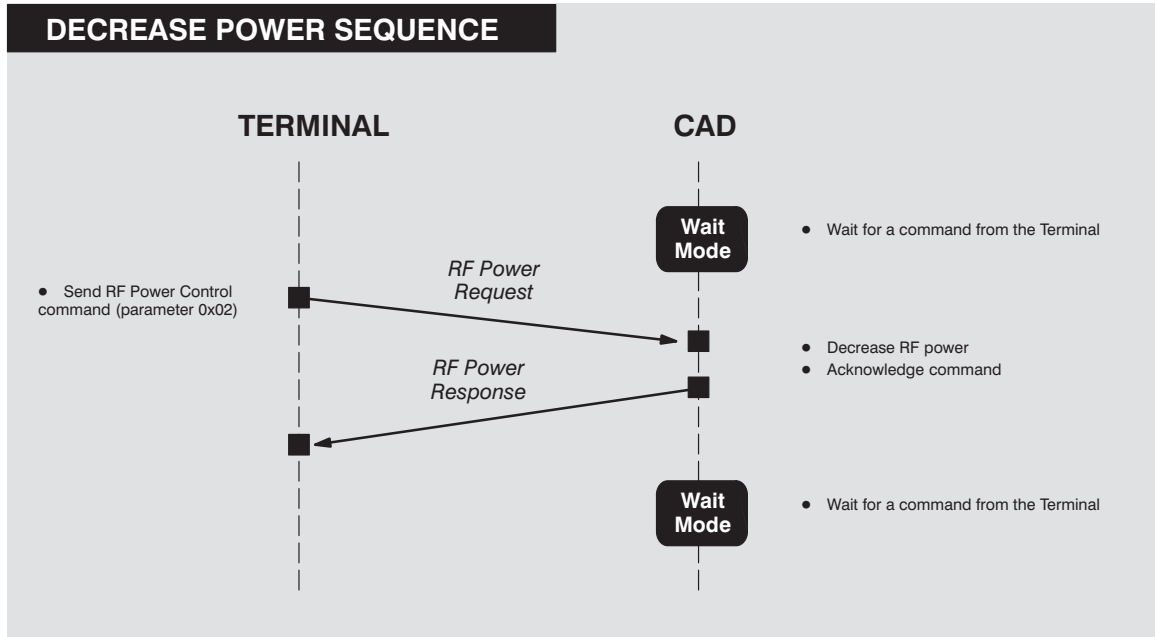 DECREASE POWER SEQUENCE
TERMINAL
CAD
Wait
Mode
● Wait for a command from the Terminal
RF Power
Request
● Send RF Power Control
command (parameter 0x02)
● Decrease RF power
● Acknowledge command
RF Power
Response
Wait
Mode
● Wait for a command from the Terminal